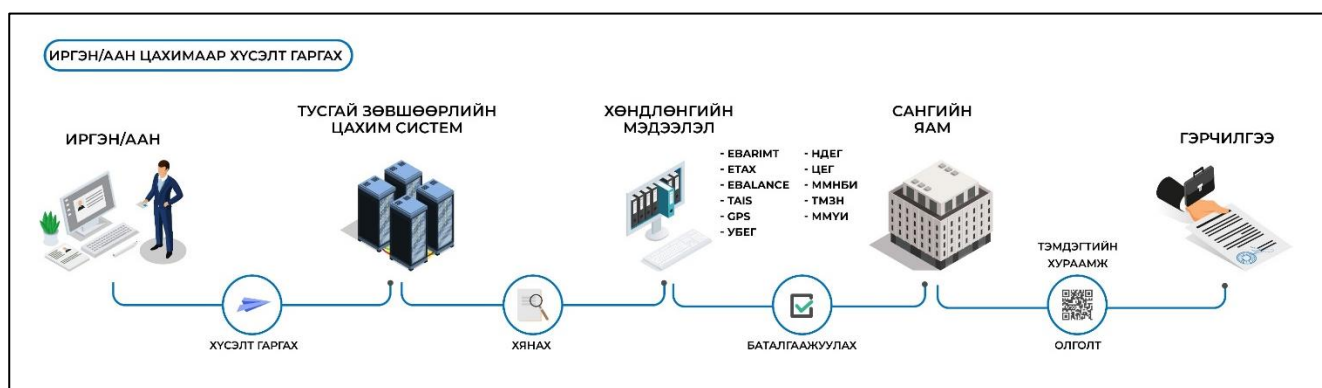 ИРГЭН/ААН ЦАХИМААР ХҮСЭЛТ ГАРГАХ
ИРГЭН/ААН
ТУСГАЙ ЗӨВШӨӨРЛИЙН
ЦАХИМ СИСТЕМ
ХӨНДЛӨНГИЙН
МЭДЭЭЛЭЛ
- EBARIMT
- ETAX
- EBALANCE
- TAIS
- GPS
- УБЕГ
- НДЕГ
- ЦЕГ
- ММНБИ
- ТМЗН
- ММҮИ
САНГИЙН
ЯАМ
ГЭРЧИЛГЭЭ
ХҮСЭЛТ ГАРГАХ
ХЯНАХ
БАТАЛГААЖУУЛАХ
ТЭМДЭГТИЙН
ХУРААМЖ
ОЛГОЛТ